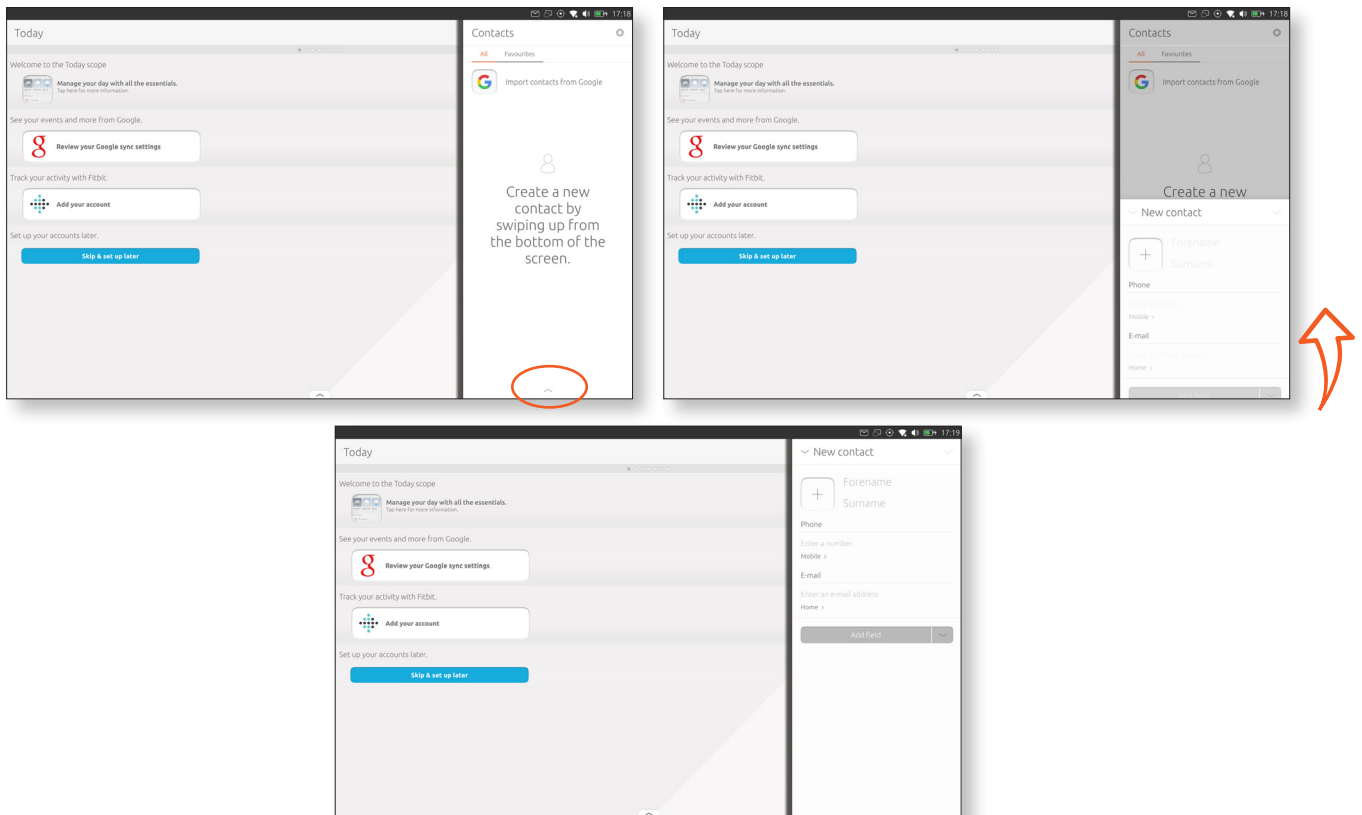 17:18
Today
Welcome to the Today scope
Manage your day with all the essentials.
Tap here for more information.
See your events and more from Google.
Review your Google sync settings
Track your activity with Fitbit.
Add your account
Set up your accounts later.
Skip & set up later
Contacts
All Favourites
Import contacts from Google
Create a new
contact by
swiping up from
the bottom of the
screen.
17:18
Today
Welcome to the Today scope
Manage your day with all the essentials.
Tap here for more information.
See your events and more from Google.
Review your Google sync settings
Track your activity with Fitbit.
Add your account
Set up your accounts later.
Skip & set up later
Contacts
All Favourites
Import contacts from Google
Create a new
New contact
Forename
Surname
Phone
Mobile >
E-mail
Home >
17:19
Today
Welcome to the Today scope
Manage your day with all the essentials.
Tap here for more information.
See your events and more from Google.
Review your Google sync settings
Track your activity with Fitbit.
Add your account
Set up your accounts later.
Skip & set up later
New contact
Forename
Surname
Phone
Enter a number
Mobile >
E-mail
Enter an e-mail address
Home >
Add field